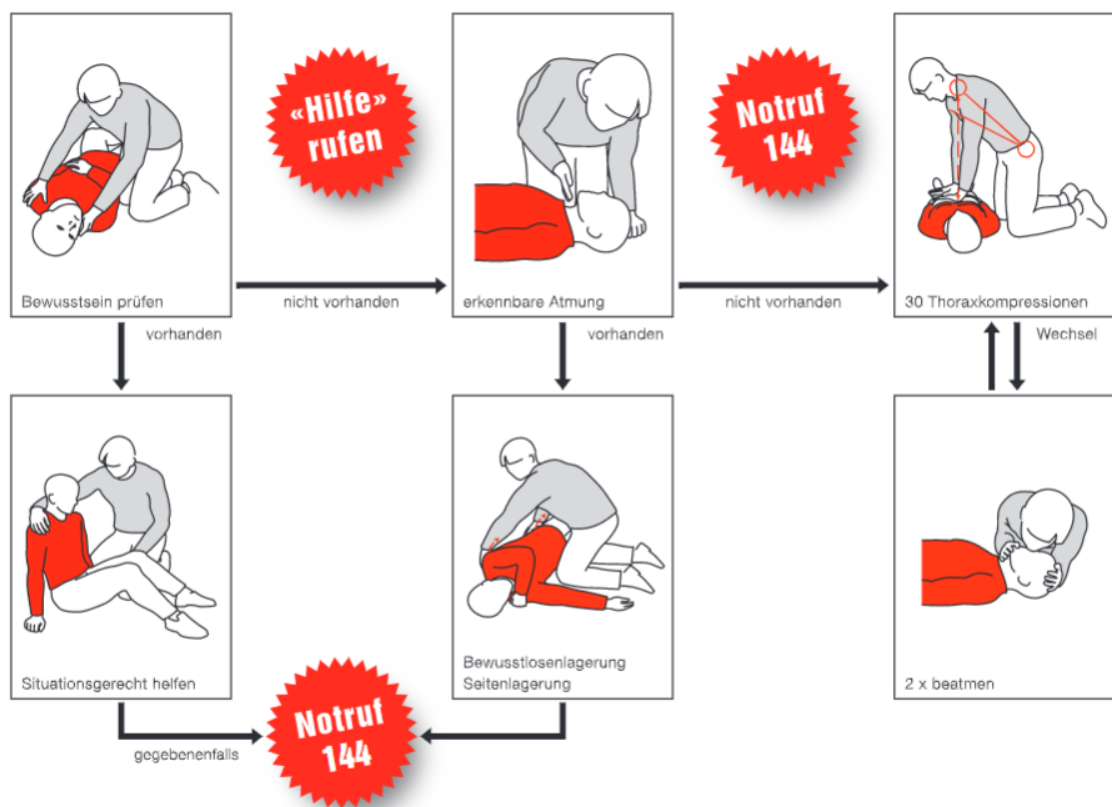 «Hilfe»
rufen
Notruf
144
Bewusstsein prüfen
nicht vorhanden
erkennbare Atmung
nicht vorhanden
30 Thoraxkompressionen
vorhanden
vorhanden
Wechsel
Situationsgerecht helfen
Bewusstlosenlagerung
Seitenlagerung
2 x beatmen
gegebenenfalls
Notruf
144